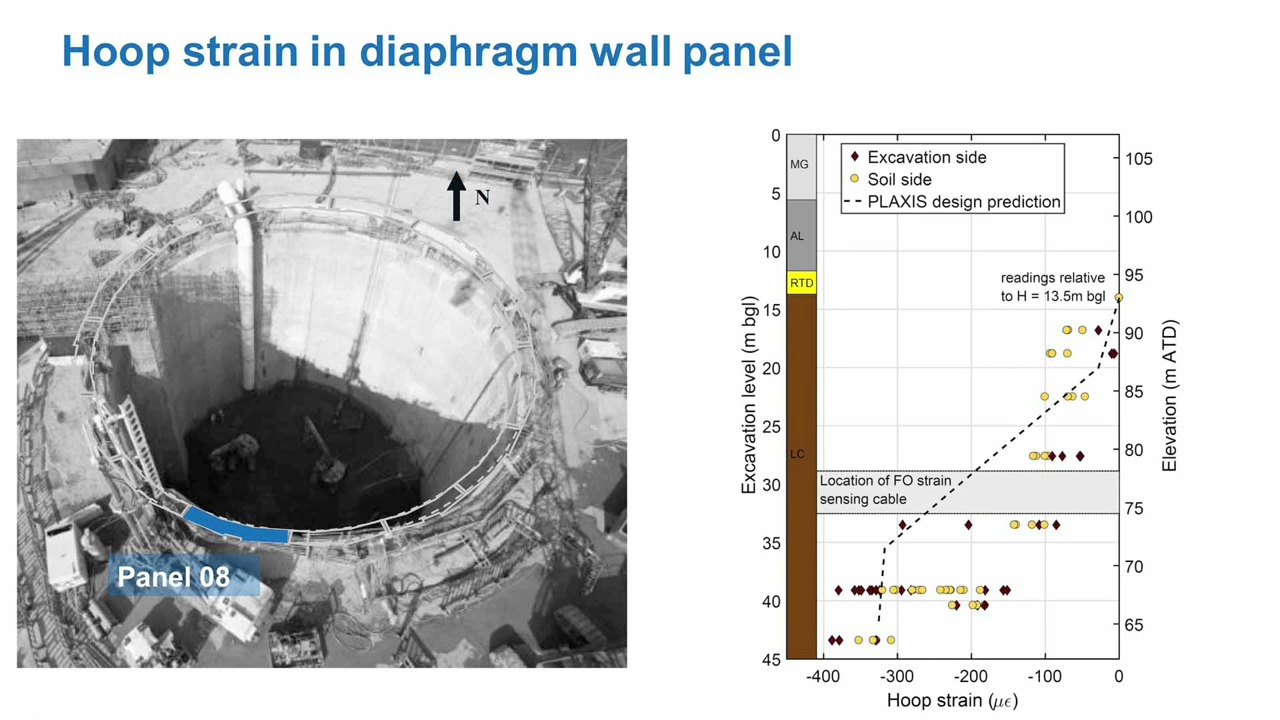 Hoop strain in diaphragm wall panel
N
Panel 08
Excavation side
Soil side
PLAXIS design prediction
readings relative
to H = 13.5m bgl
Location of FO strain
sensing cable
MG
AL
RTD
LC
Excavation level (m bgl)
0
5
10
15
20
25
30
35
40
45
-400
-300
-200
-100
0
Hoop strain (με)
105
100
95
90
85
80
75
70
65
Elevation (m ATD)